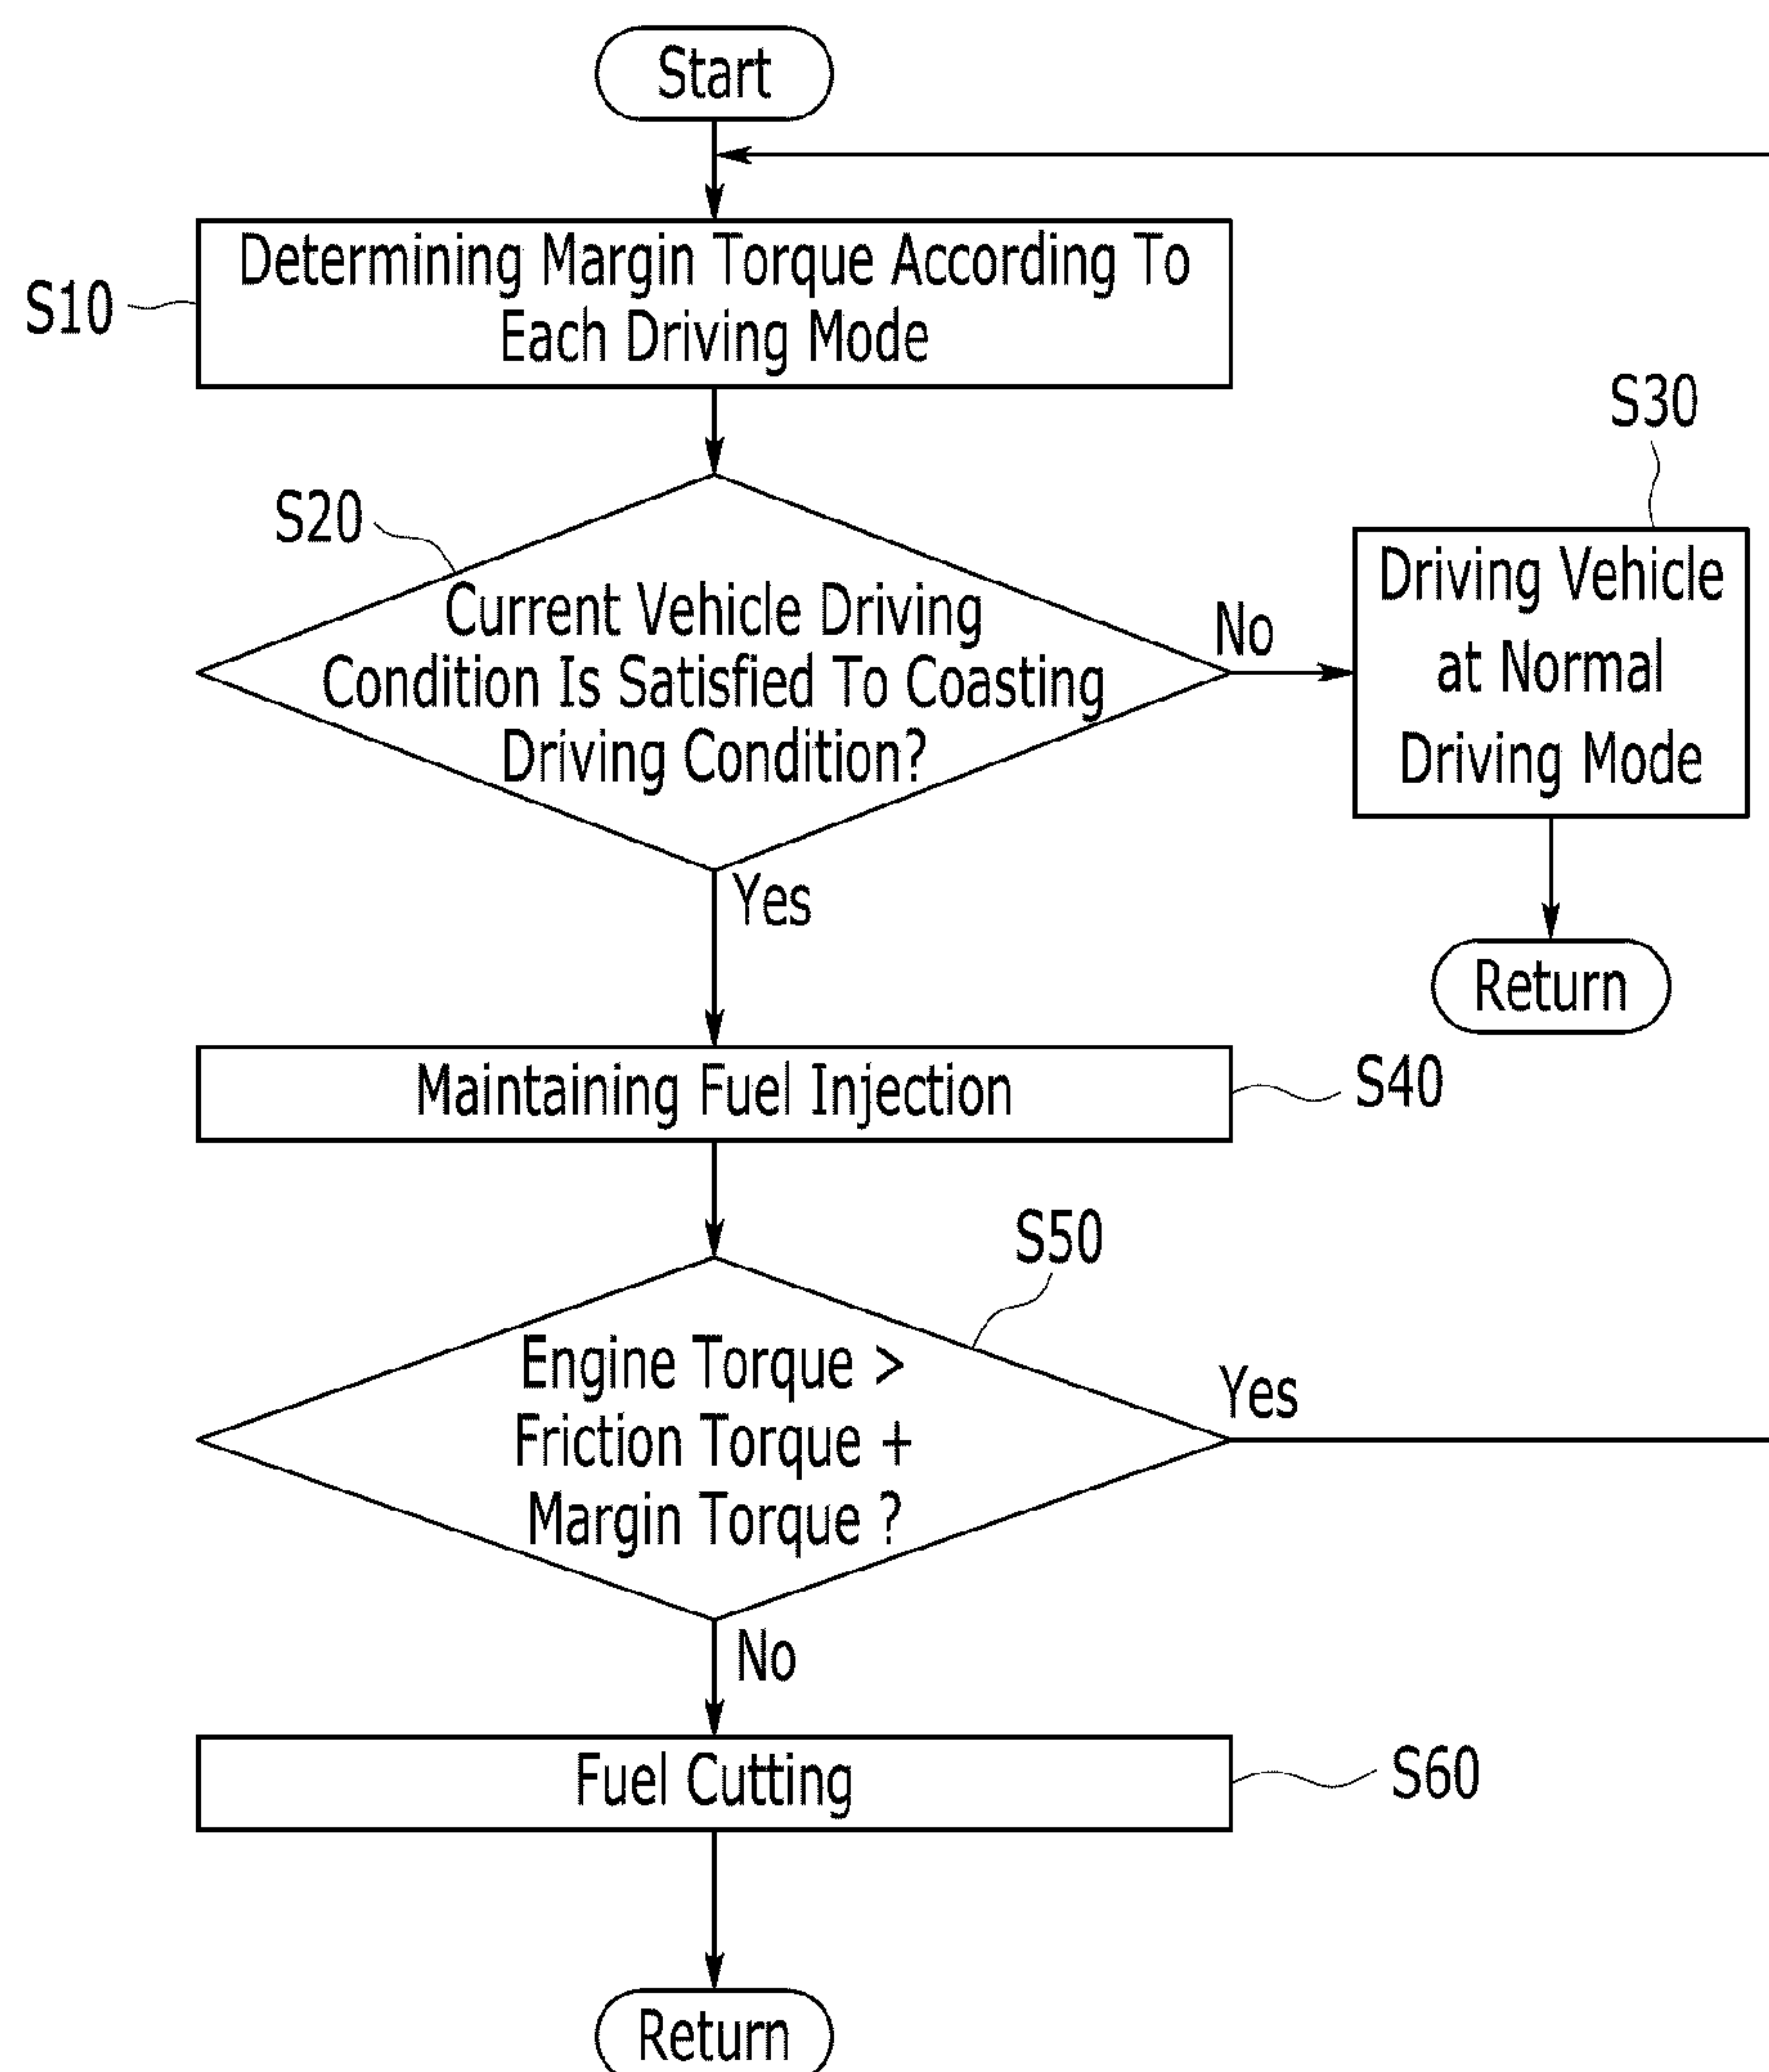 Start
S10
Determining Margin Torque According To
Each Driving Mode
S20
Current Vehicle Driving
Condition Is Satisfied To Coasting
Driving Condition?
No
S30
Driving Vehicle
at Normal
Driving Mode
Return
Yes
Maintaining Fuel Injection
S40
S50
Engine Torque >
Friction Torque +
Margin Torque ?
Yes
No
Fuel Cutting
S60
Return